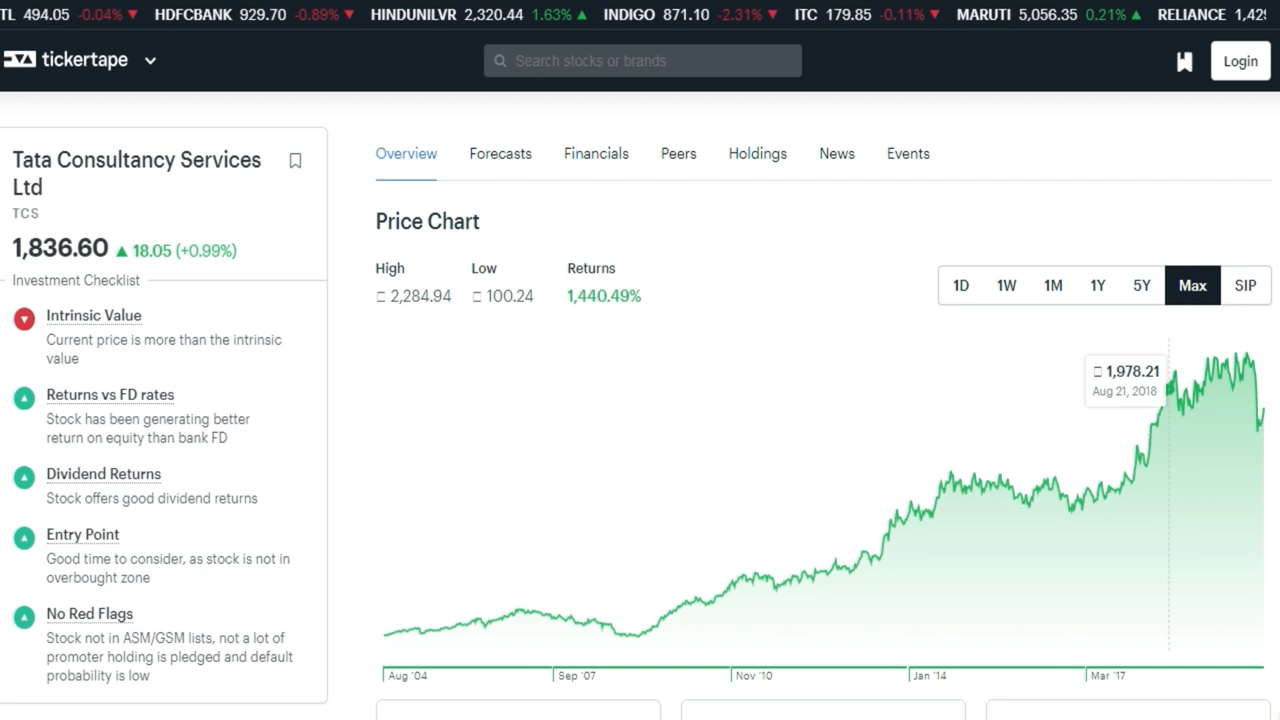 TL 494.05 -0.04% ▼ HDFCBANK 929.70 -0.89% ▼ HINDUNILVR 2,320.44 1.63% ▲ INDIGO 871.10 -2.31% ▼ ITC 179.85 -0.11% ▼ MARUTI 5,056.35 0.21% ▲ RELIANCE
tickertape
Search stocks or brands
Login
Tata Consultancy Services
Ltd
TCS
1,836.60 ▲ 18.05 (+0.99%)
Investment Checklist
Intrinsic Value
Current price is more than the intrinsic
value
Returns vs FD rates
Stock has been generating better
return on equity than bank FD
Dividend Returns
Stock offers good dividend returns
Entry Point
Good time to consider, as stock is not in
overbought zone
No Red Flags
Stock not in ASM/GSM lists, not a lot of
promoter holding is pledged and default
probability is low
Overview Forecasts Financials Peers Holdings News Events
Price Chart
High Low Returns
2,284.94 100.24 1,440.49%
1D 1W 1M 1Y 5Y Max SIP
1,978.21
Aug 21, 2018
Aug '04 Sep '07 Nov '10 Jan '14 Mar '17